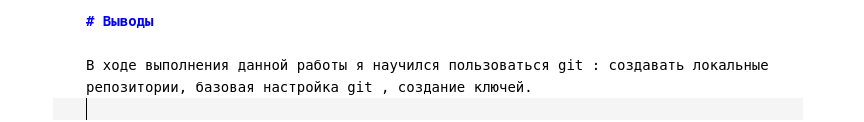 # Выводы
В ходе выполнения данной работы я научился пользоваться git : создавать локальные
репозитории, базовая настройка git , создание ключей.